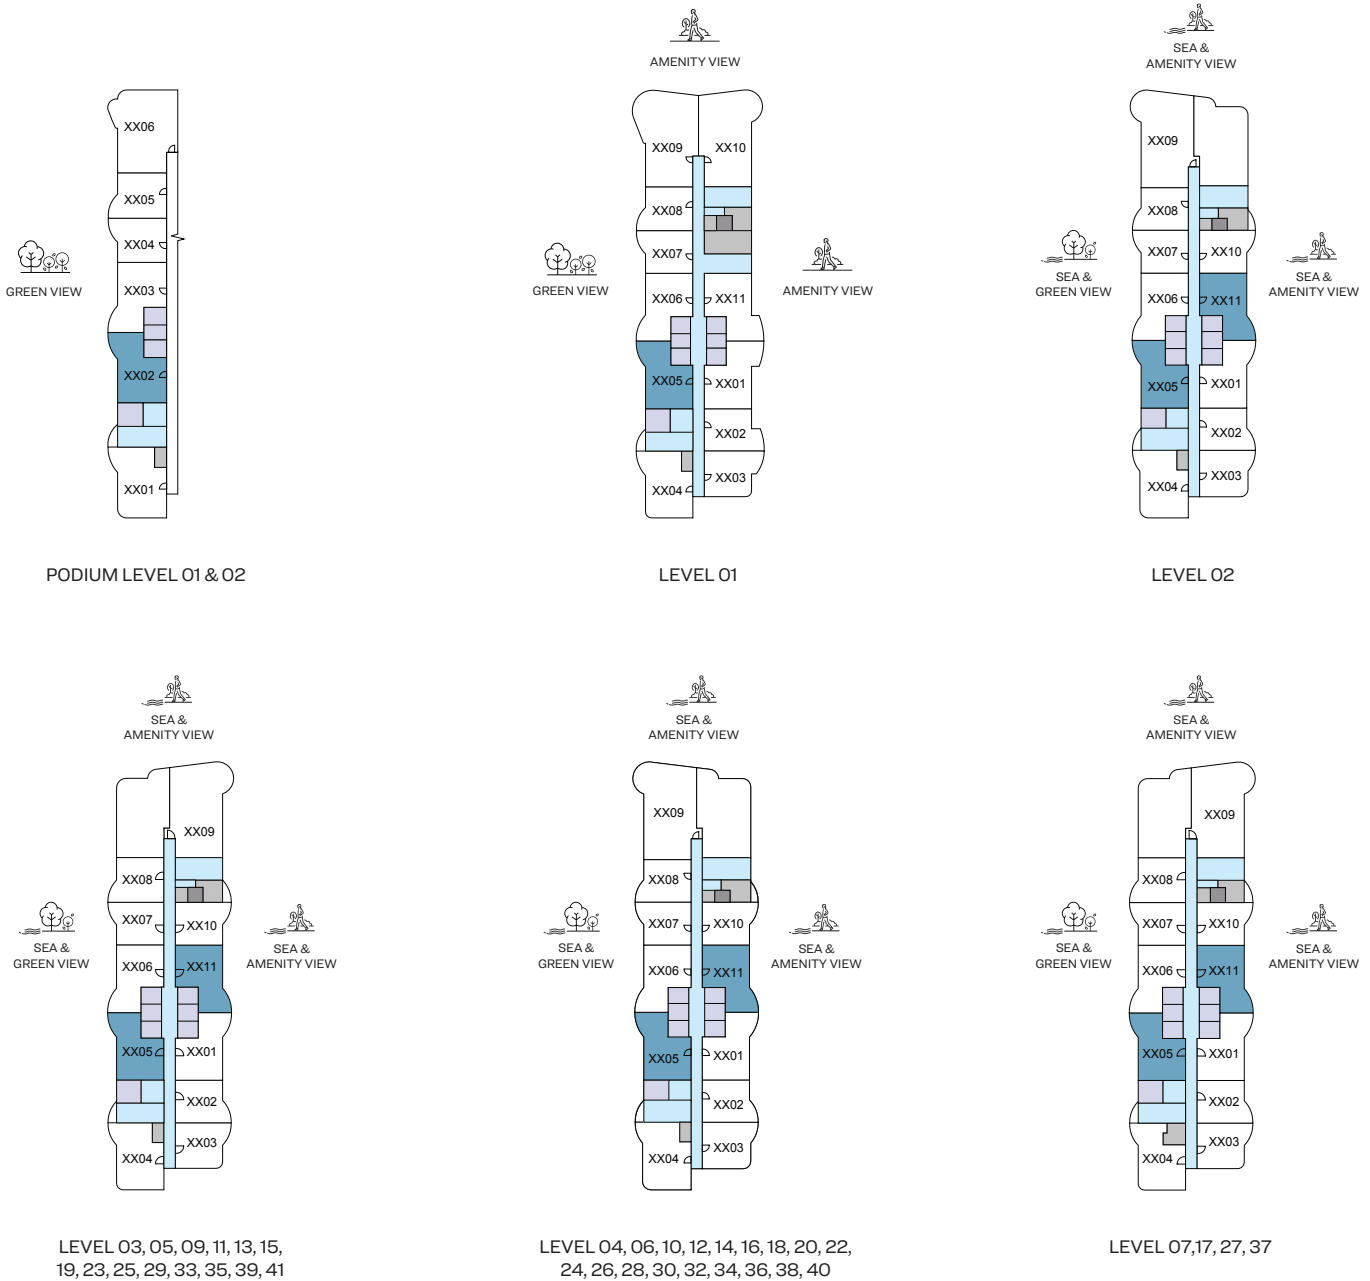 XX06
XX05
XX04
XX03
XX02
XX01
GREEN VIEW
PODIUM LEVEL 01 & 02
AMENITY VIEW
XX09
XX10
XX08
XX07
XX06
XX11
XX05
XX01
XX02
XX03
XX04
GREEN VIEW
AMENITY VIEW
LEVEL 01
SEA &
AMENITY VIEW
XX09
XX08
XX07
XX10
XX06
XX11
XX05
XX01
XX02
XX03
XX04
SEA &
GREEN VIEW
SEA &
AMENITY VIEW
LEVEL 02
SEA &
AMENITY VIEW
XX09
XX08
XX07
XX10
XX06
XX11
XX05
XX01
XX02
XX03
XX04
SEA &
GREEN VIEW
SEA &
AMENITY VIEW
LEVEL 03, 05, 09, 11, 13, 15,
19, 23, 25, 29, 33, 35, 39, 41
SEA &
AMENITY VIEW
XX09
XX08
XX07
XX10
XX06
XX11
XX05
XX01
XX02
XX03
XX04
SEA &
GREEN VIEW
SEA &
AMENITY VIEW
LEVEL 04, 06, 10, 12, 14, 16, 18, 20, 22,
24, 26, 28, 30, 32, 34, 36, 38, 40
SEA &
AMENITY VIEW
XX09
XX08
XX07
XX10
XX06
XX11
XX05
XX01
XX02
XX03
XX04
SEA &
GREEN VIEW
SEA &
AMENITY VIEW
LEVEL 07,17, 27, 37